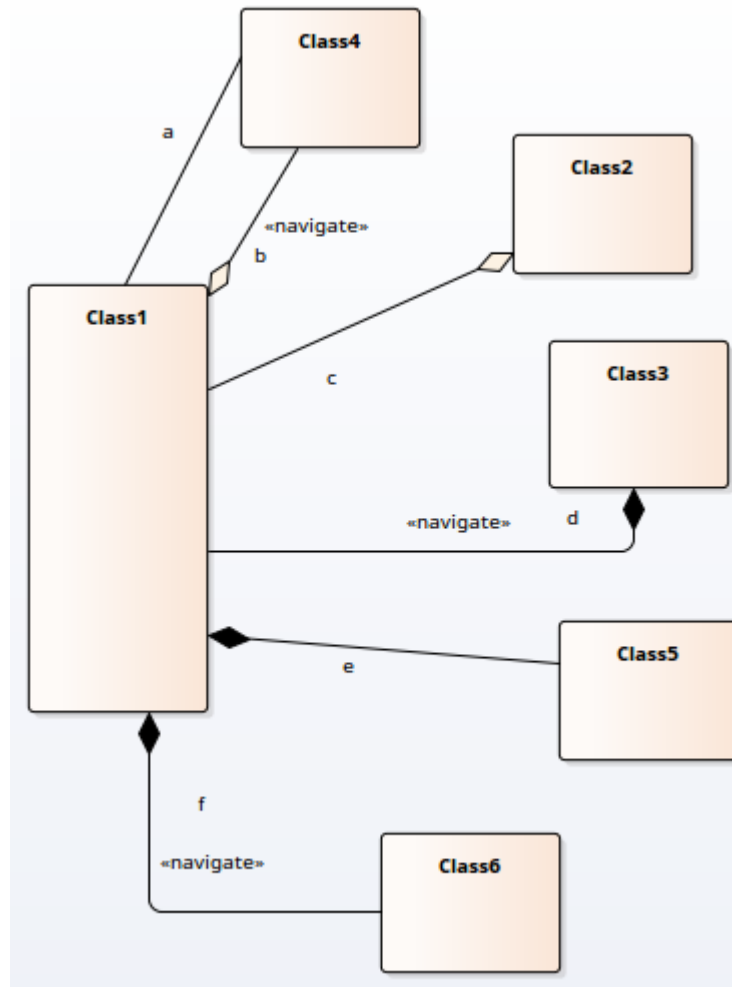 Class4
a
Class2
«navigate»
b
Class1
Class3
c
«navigate»
d
Class5
e
f
«navigate»
Class6